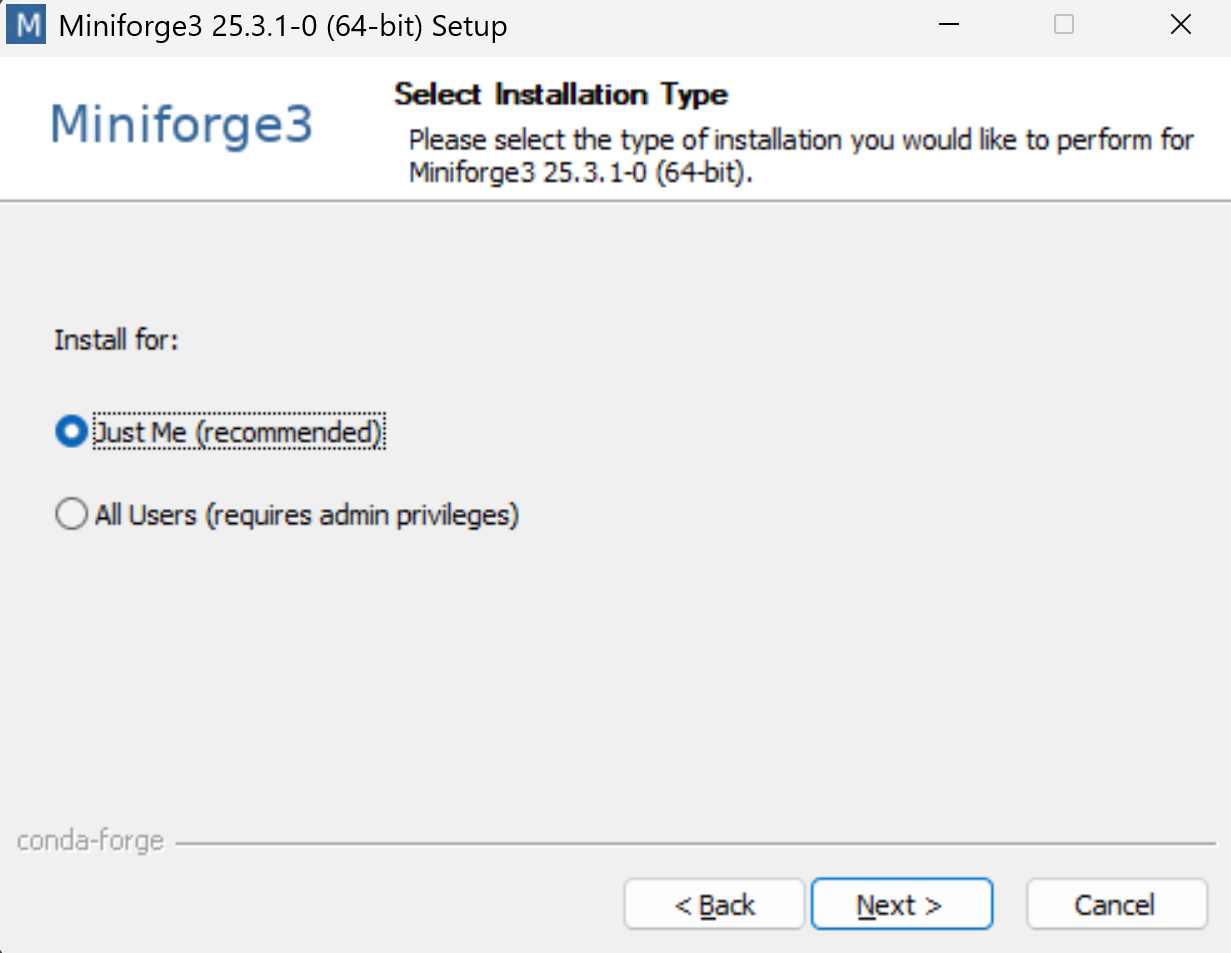 M Miniforge3 25.3.1-0 (64-bit) Setup
Miniforge3
Select Installation Type
Please select the type of installation you would like to perform for
Miniforge3 25.3.1-0 (64-bit).
Install for:
Just Me (recommended)
All Users (requires admin privileges)
conda-forge
< Back
Next >
Cancel